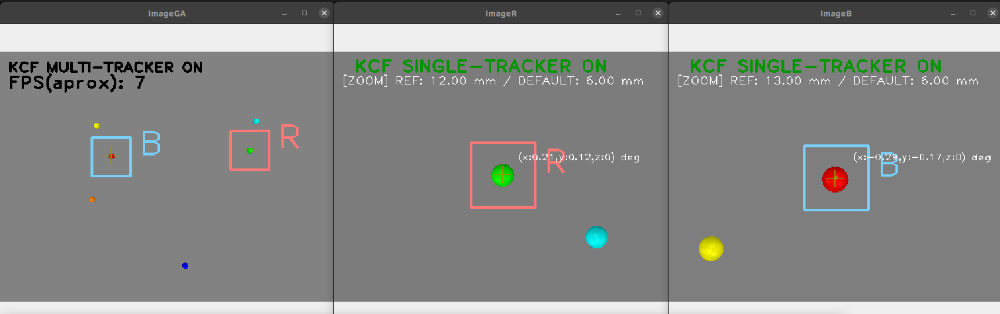 ImageGA
KCF MULTI-TRACKER ON
FPS(aprox): 7
B
R
ImageR
KCF SINGLE-TRACKER ON
[ZOOM] REF: 12.00 mm / DEFAULT: 6.00 mm
R
(x:0.21,y:0.12,z:0) deg
ImageB
KCF SINGLE-TRACKER ON
[ZOOM] REF: 13.00 mm / DEFAULT: 6.00 mm
(x:-0.29,y:-0.17,z:0) deg
B